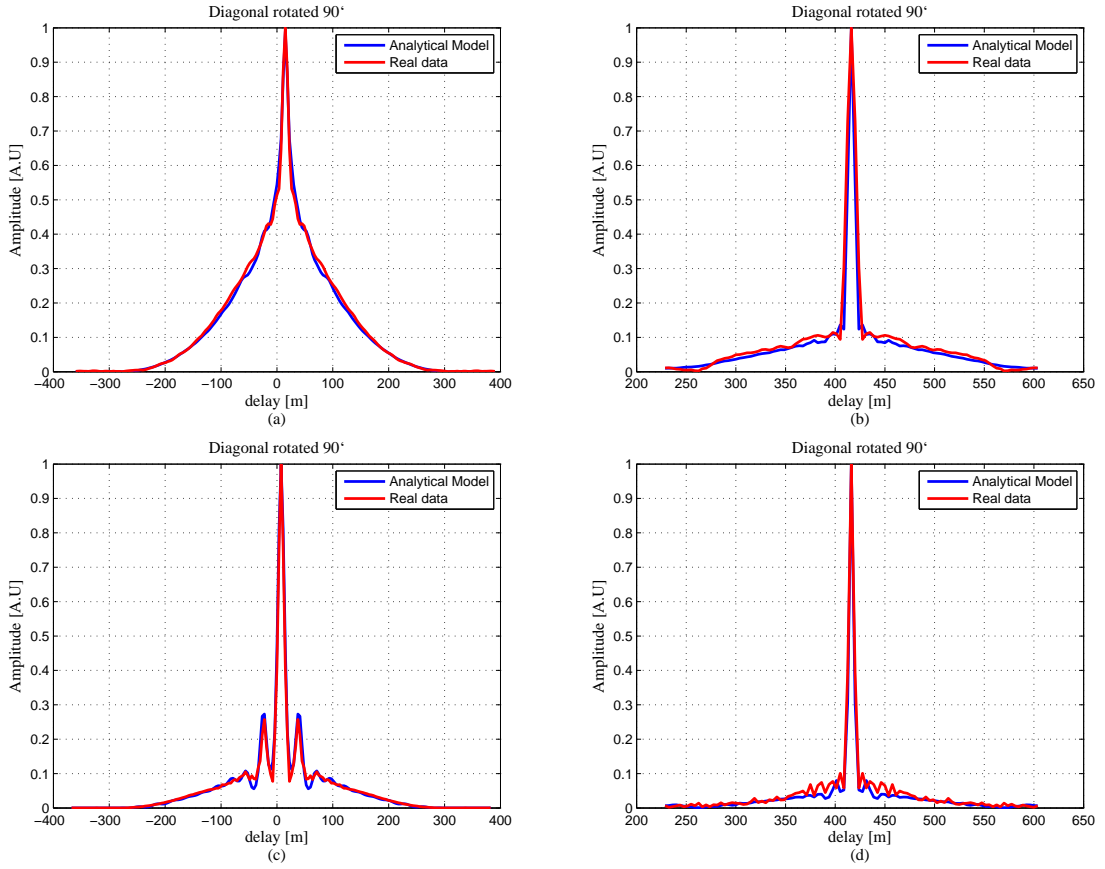 Diagonal rotated 90‘
1
0.9
0.8
0.7
0.6
0.5
0.4
0.3
0.2
0.1
0
Amplitude [A.U]
Analytical Model
Real data
−400 −300 −200 −100 0 100 200 300 400
delay [m]
(a)
Diagonal rotated 90‘
1
0.9
0.8
0.7
0.6
0.5
0.4
0.3
0.2
0.1
0
Amplitude [A.U]
Analytical Model
Real data
200 250 300 350 400 450 500 550 600 650
delay [m]
(b)
Diagonal rotated 90‘
1
0.9
0.8
0.7
0.6
0.5
0.4
0.3
0.2
0.1
0
Amplitude [A.U]
Analytical Model
Real data
−400 −300 −200 −100 0 100 200 300 400
delay [m]
(c)
Diagonal rotated 90‘
1
0.9
0.8
0.7
0.6
0.5
0.4
0.3
0.2
0.1
0
Amplitude [A.U]
Analytical Model
Real data
200 250 300 350 400 450 500 550 600 650
delay [m]
(d)